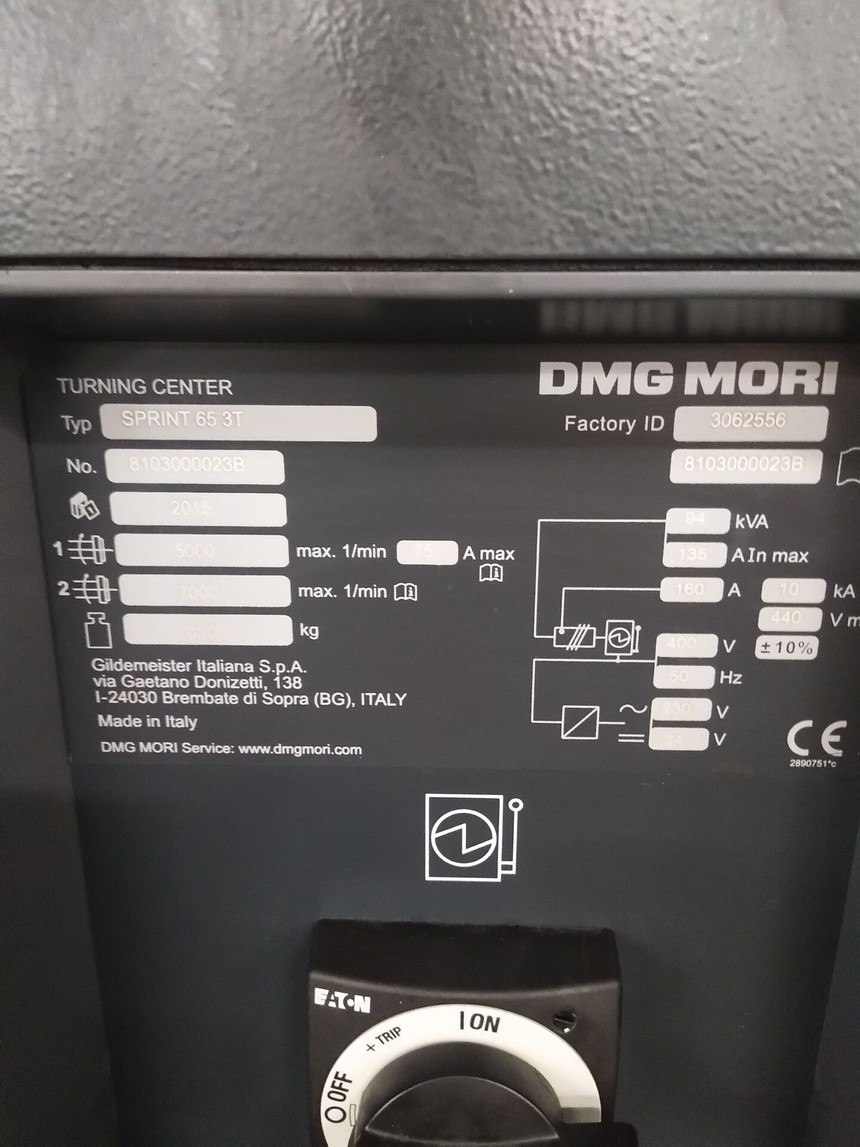 TURNING CENTER
DMG MORI
Typ SPRINT 65 3T
Factory ID 3062556
No. 8103000023B
8103000023B
2015
94 kVA
1 5000 max. 1/min 75 A max
135 A In max
2 7000 max. 1/min
160 A 10 kA
440 V m
kg
400 V ±10%
50 Hz
230 V
V
Gildemeister Italiana S.p.A.
via Gaetano Donizetti, 138
I-24030 Brembate di Sopra (BG), ITALY
Made in Italy
DMG MORI Service: www.dmgmori.com
CE
2890751*c
EATON
I ON
+ TRIP
O OFF